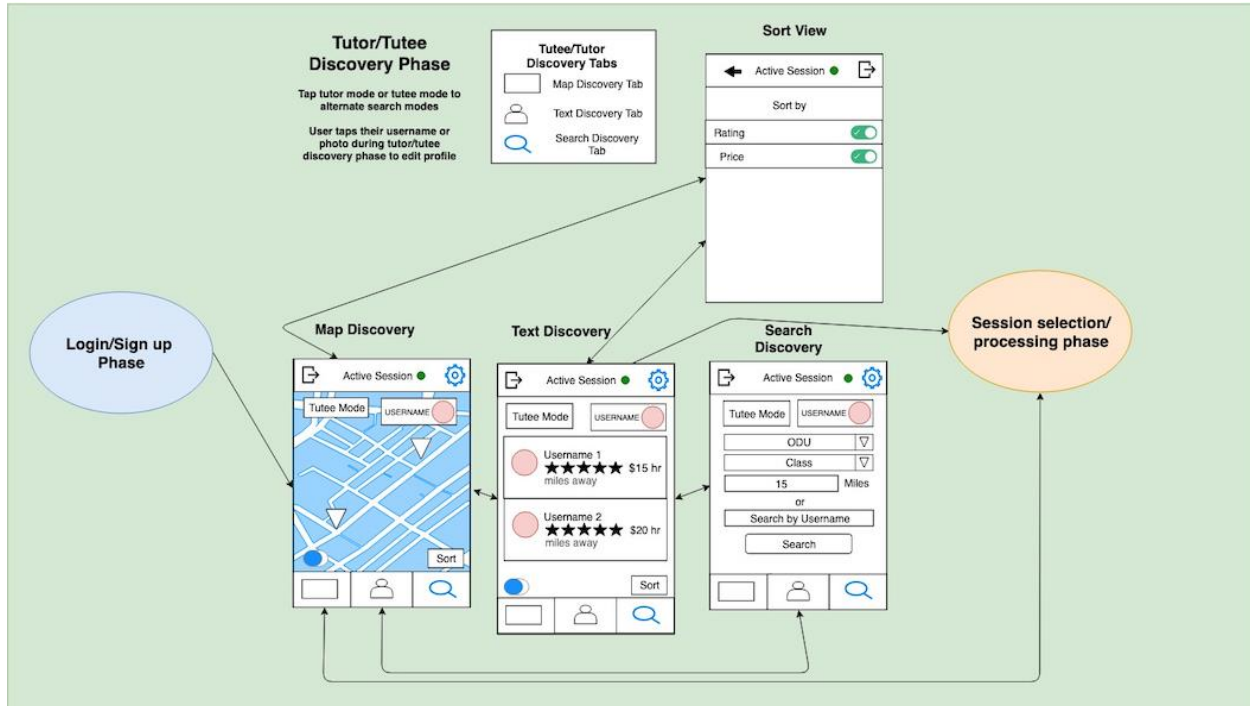 Tutor/Tutee
Discovery Phase
Tap tutor mode or tutee mode to
alternate search modes
User taps their username or
photo during tutor/tutee
discovery phase to edit profile
Tutee/Tutor
Discovery Tabs
Map Discovery Tab
Text Discovery Tab
Search Discovery
Tab
Sort View
Active Session
Sort by
Rating
Price
Login/Sign up
Phase
Map Discovery
Active Session
Tutee Mode
USERNAME
Sort
Text Discovery
Active Session
Tutee Mode
USERNAME
Username 1
★★★★★ $15 hr
miles away
Username 2
★★★★★ $20 hr
miles away
Sort
Search
Discovery
Active Session
Tutee Mode
USERNAME
ODU
Class
15 Miles
or
Search by Username
Search
Session selection/
processing phase